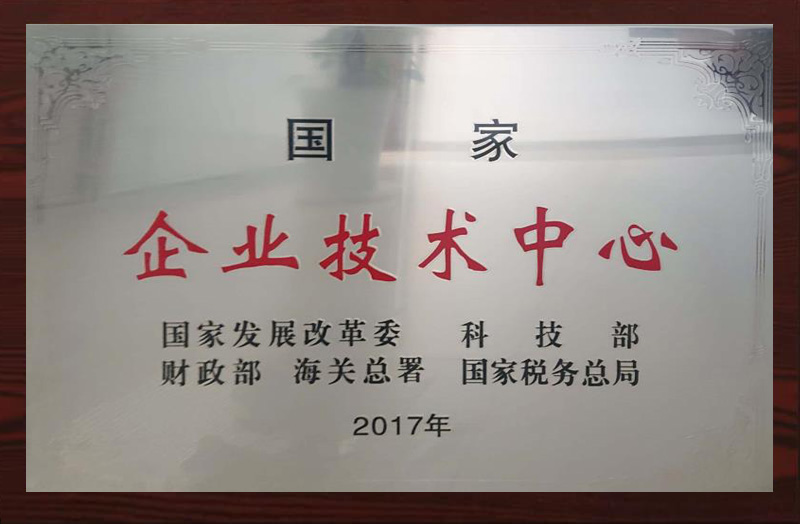 国家
企业技术中心
国家发展改革委 科技部
财政部 海关总署 国家税务总局
2017年